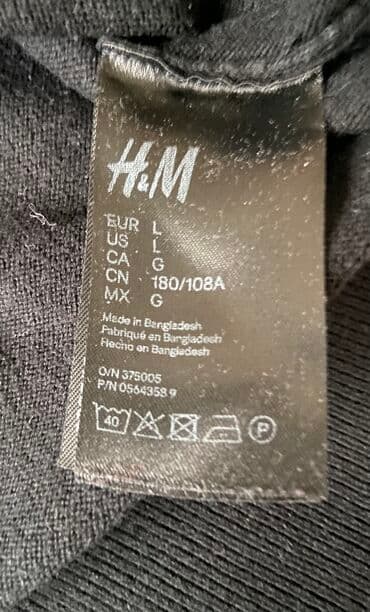 H&M
EUR L
US L
CA G
CN 180/108A
MX G
Made in Bangladesh
Fabriqué en Bangladesh
Hecho en Bangladesh
O/N 375005
P/N 0564358 9
40 P